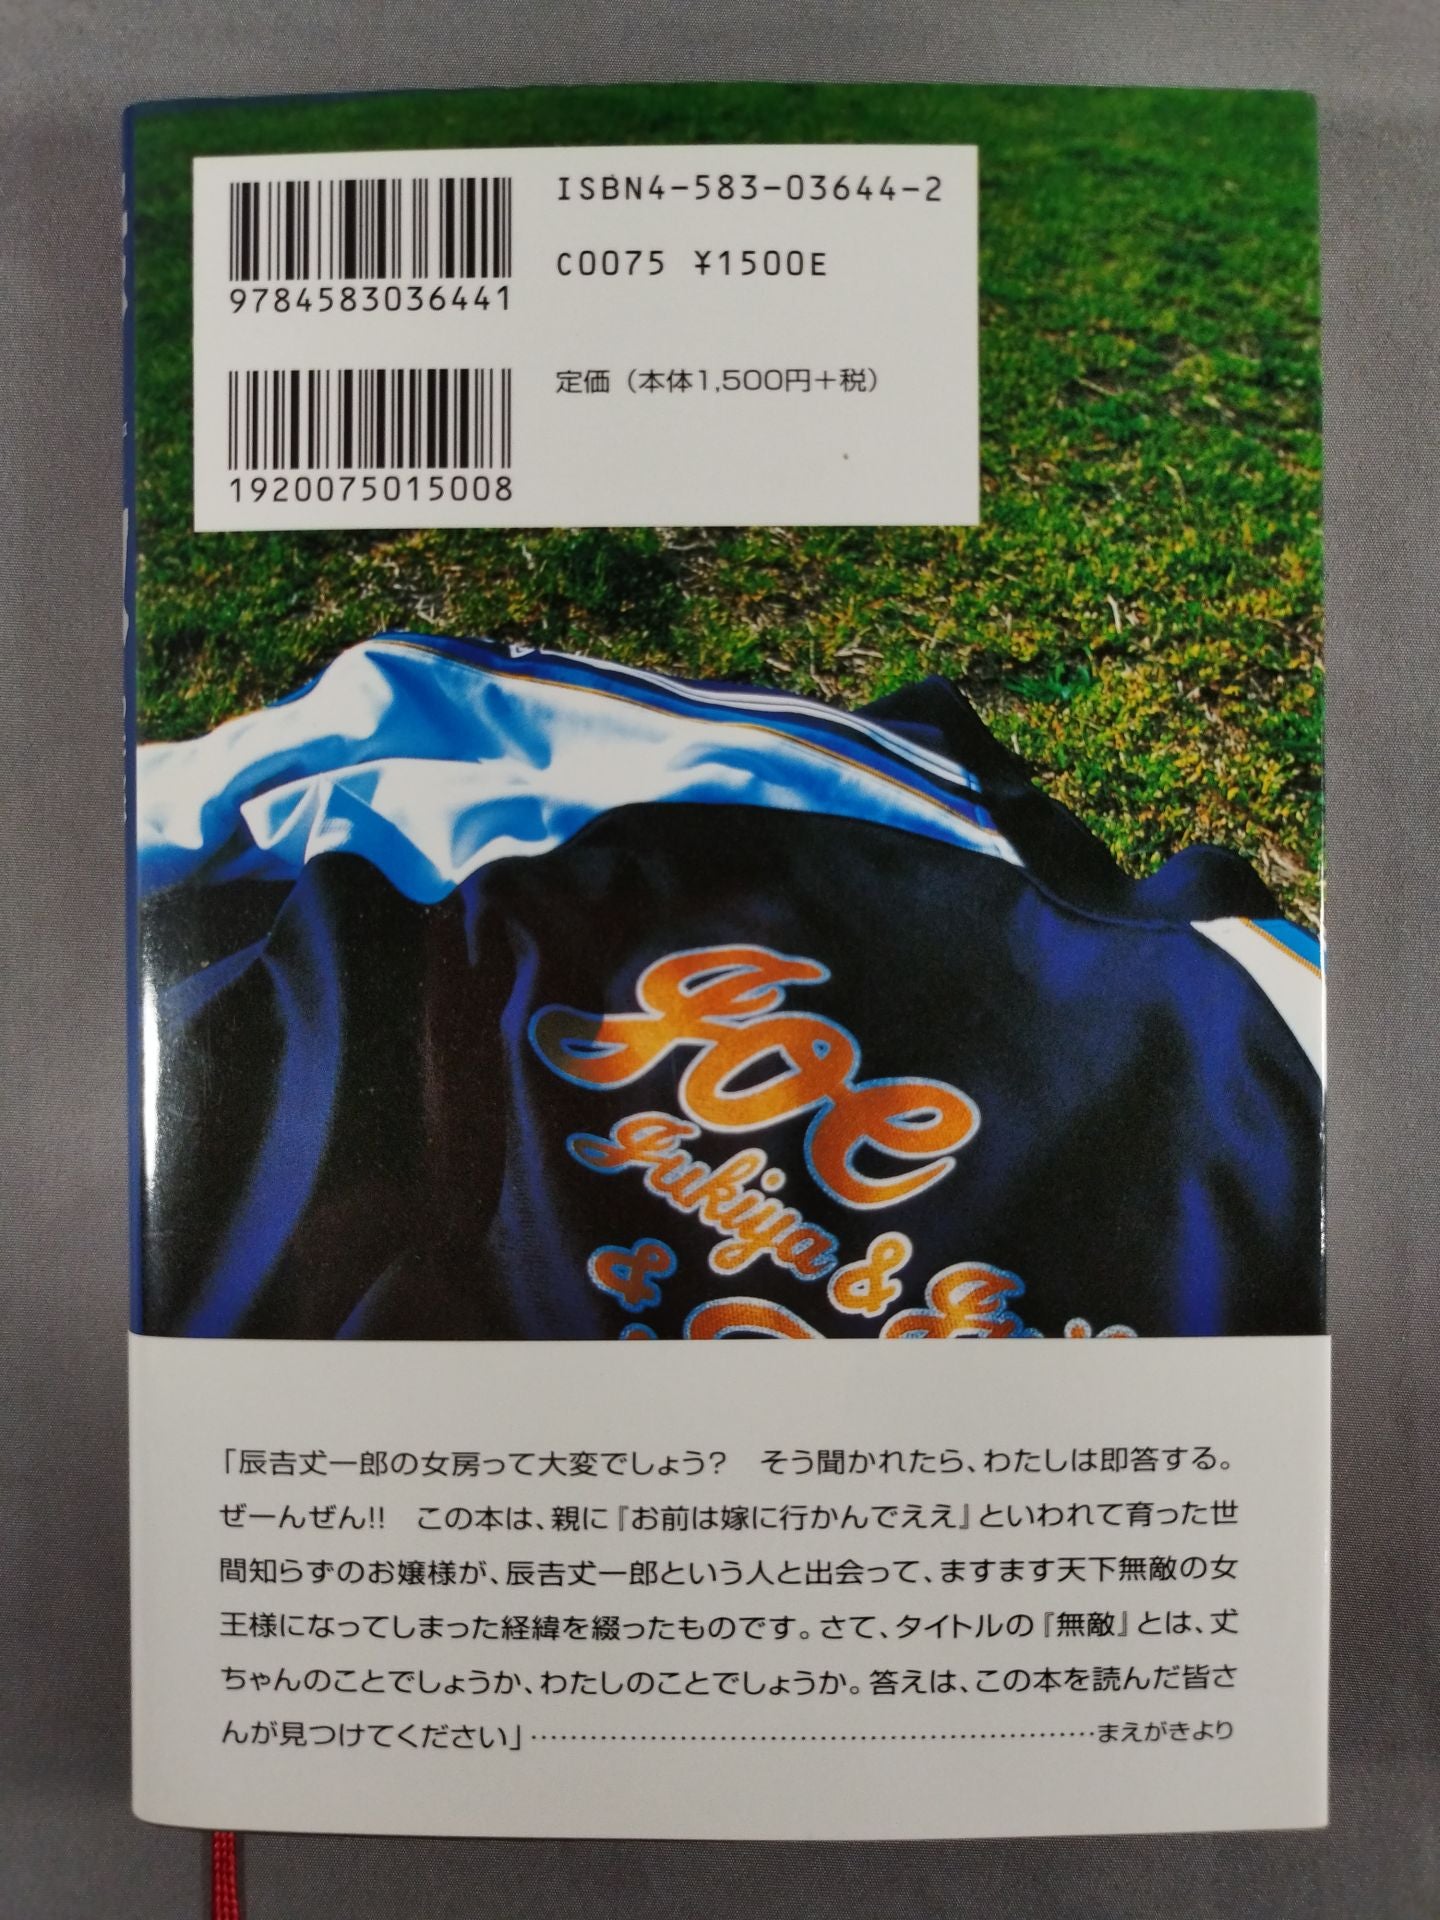 ISBN4-583-03644-2
C0075 ¥1500E
9784583036441
定価（本体1,500円＋税）
1920075015008
Joe
Jukiya
&
&
「辰吉丈一郎の女房って大変でしょう？　そう聞かれたら、わたしは即答する。
ぜーんぜん!!　この本は、親に『お前は嫁に行かんでええ』といわれて育った世
間知らずのお嬢様が、辰吉丈一郎という人と出会って、ますます天下無敵の女
王様になってしまった経緯を綴ったものです。さて、タイトルの『無敵』とは、丈
ちゃんのことでしょうか、わたしのことでしょうか。答えは、この本を読んだ皆さ
んが見つけてください」……………………………………………………まえがきより